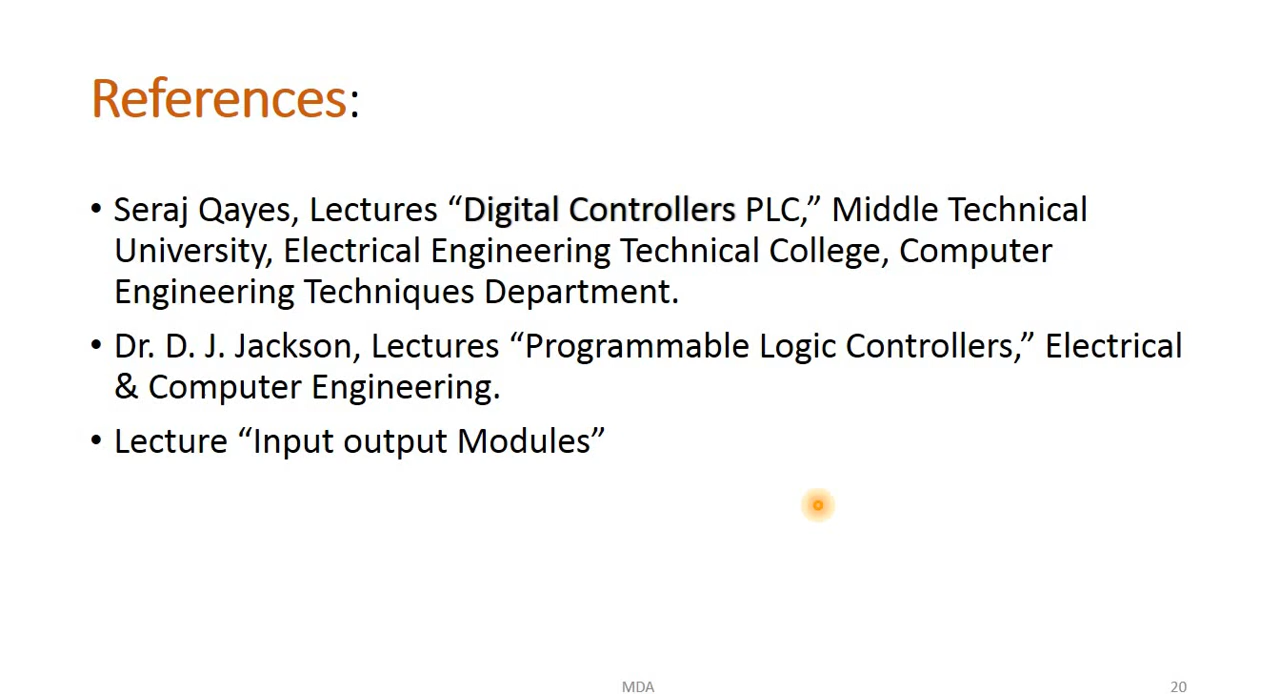 References:
• Seraj Qayes, Lectures “Digital Controllers PLC,” Middle Technical
University, Electrical Engineering Technical College, Computer
Engineering Techniques Department.
• Dr. D. J. Jackson, Lectures “Programmable Logic Controllers,” Electrical
& Computer Engineering.
• Lecture “Input output Modules”
MDA
20